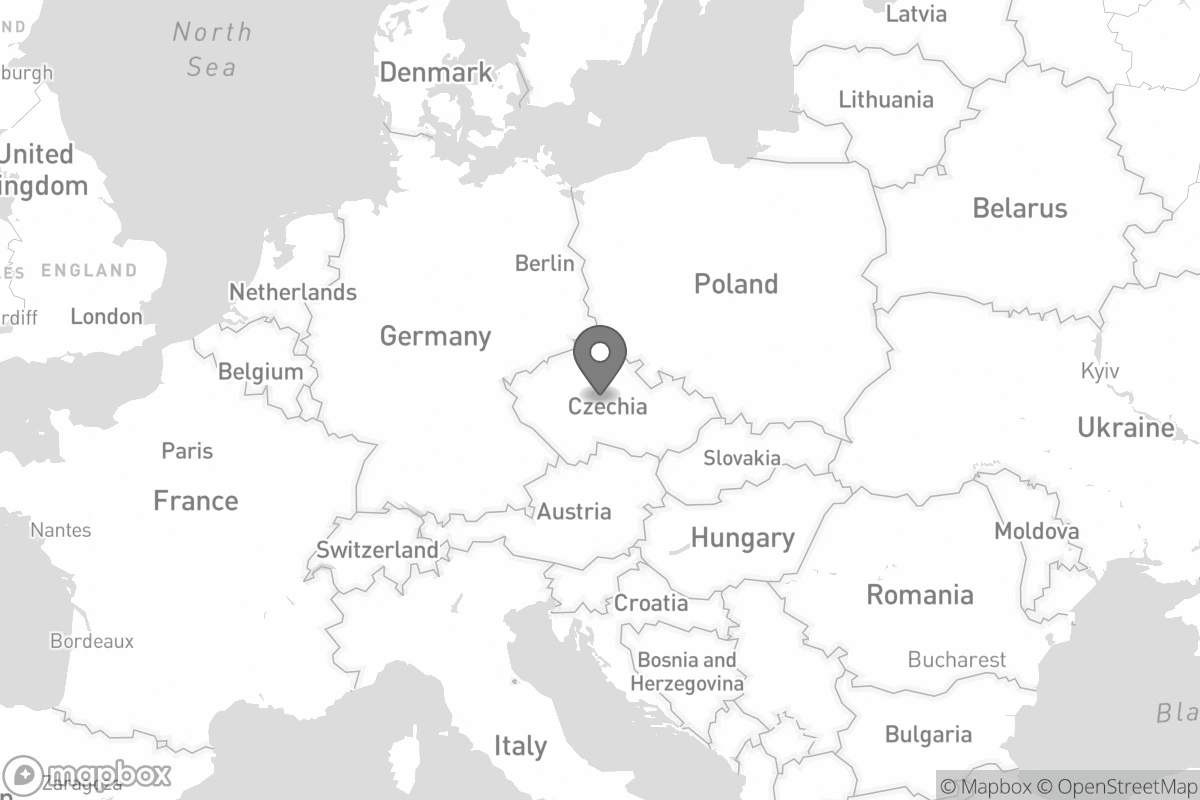 North
Sea
Latvia
ND
Denmark
burgh
Lithuania
United
ingdom
Belarus
ENGLAND
Berlin
Poland
Netherlands
rdiff
London
Germany
Belgium
Kyiv
Czechia
Ukraine
Paris
Slovakia
France
Austria
Nantes
Moldova
Hungary
Switzerland
Romania
Croatia
Bordeaux
Bosnia and
Herzegovina
Bucharest
Bla
Bulgaria
Italy
mapbox
Zaragoza
© Mapbox © OpenStreetMap